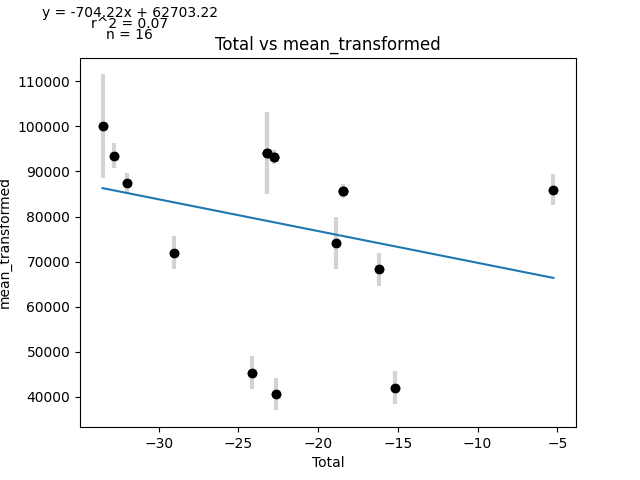 y = -704.22x + 62703.22
r^2 = 0.07
n = 16
Total vs mean_transformed
110000
100000
90000
80000
70000
60000
50000
40000
mean_transformed
−30
−25
−20
−15
−10
−5
Total